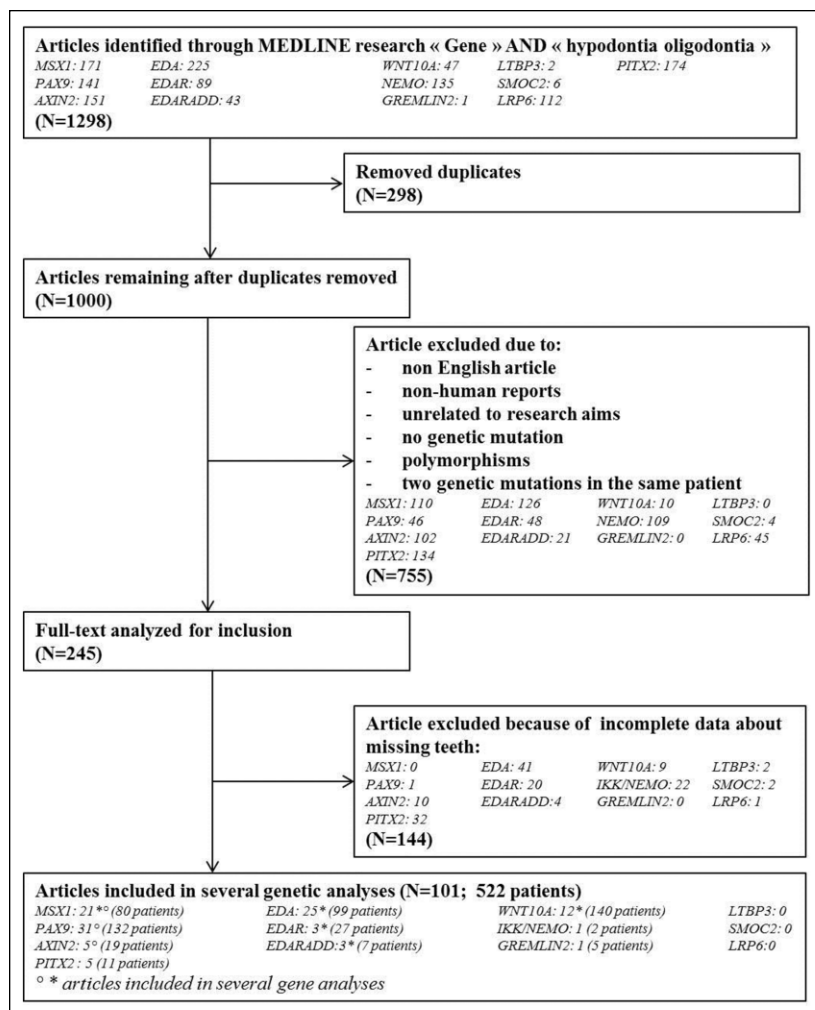 Articles identified through MEDLINE research « Gene » AND « hypodontia oligodontia »
MSX1: 171 EDA: 225 WNT10A: 47 LTBP3: 2 PITX2: 174
PAX9: 141 EDAR: 89 NEMO: 135 SMOC2: 6
AXIN2: 151 EDARADD: 43 GREMLIN2: 1 LRP6: 112
(N=1298)
Removed duplicates
(N=298)
Articles remaining after duplicates removed
(N=1000)
Article excluded due to:
- non English article
- non-human reports
- unrelated to research aims
- no genetic mutation
- polymorphisms
- two genetic mutations in the same patient
MSX1: 110 EDA: 126 WNT10A: 10 LTBP3: 0
PAX9: 46 EDAR: 48 NEMO: 109 SMOC2: 4
AXIN2: 102 EDARADD: 21 GREMLIN2: 0 LRP6: 45
PITX2: 134
(N=755)
Full-text analyzed for inclusion
(N=245)
Article excluded because of incomplete data about
missing teeth:
MSX1: 0 EDA: 41 WNT10A: 9 LTBP3: 2
PAX9: 1 EDAR: 20 IKK/NEMO: 22 SMOC2: 2
AXIN2: 10 EDARADD:4 GREMLIN2: 0 LRP6: 1
PITX2: 32
(N=144)
Articles included in several genetic analyses (N=101; 522 patients)
MSX1: 21*° (80 patients) EDA: 25* (99 patients) WNT10A: 12* (140 patients) LTBP3: 0
PAX9: 31° (132 patients) EDAR: 3* (27 patients) IKK/NEMO: 1 (2 patients) SMOC2: 0
AXIN2: 5° (19 patients) EDARADD:3* (7 patients) GREMLIN2: 1 (5 patients) LRP6:0
PITX2 : 5 (11 patients)
° * articles included in several gene analyses